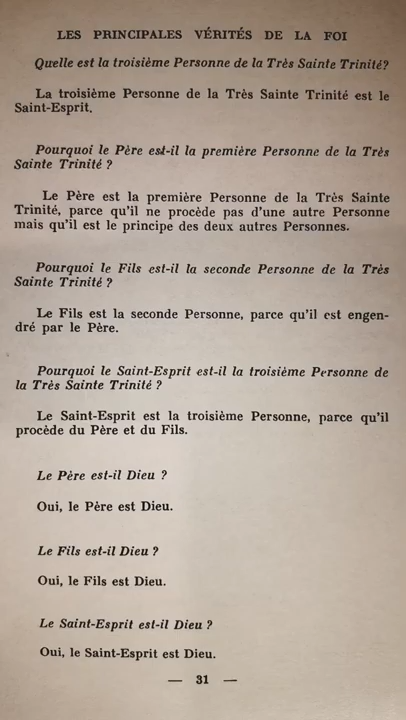 LES PRINCIPALES VÉRITÉS DE LA FOI
Quelle est la troisième Personne de la Très Sainte Trinité?
La troisième Personne de la Très Sainte Trinité est le
Saint-Esprit.
Pourquoi le Père est-il la première Personne de la Très
Sainte Trinité ?
Le Père est la première Personne de la Très Sainte
Trinité, parce qu'il ne procède pas d'une autre Personne
mais qu'il est le principe des deux autres Personnes.
Pourquoi le Fils est-il la seconde Personne de la Très
Sainte Trinité ?
Le Fils est la seconde Personne, parce qu'il est engen-
dré par le Père.
Pourquoi le Saint-Esprit est-il la troisième Personne de
la Très Sainte Trinité ?
Le Saint-Esprit est la troisième Personne, parce qu'il
procède du Père et du Fils.
Le Père est-il Dieu ?
Oui, le Père est Dieu.
Le Fils est-il Dieu ?
Oui, le Fils est Dieu.
Le Saint-Esprit est-il Dieu ?
Oui, le Saint-Esprit est Dieu.
— 31 —